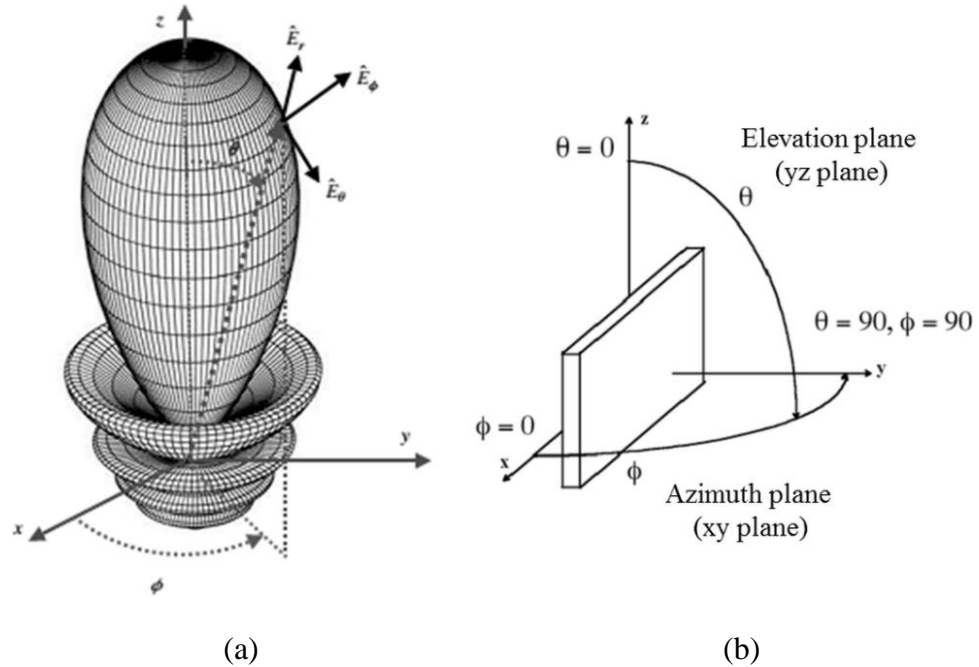 z
Ê_r
Ê_ϕ
θ
Ê_θ
y
x
ϕ
(a)
z
θ = 0
Elevation plane
(yz plane)
θ
θ = 90, ϕ = 90
y
ϕ = 0
x
ϕ
Azimuth plane
(xy plane)
(b)